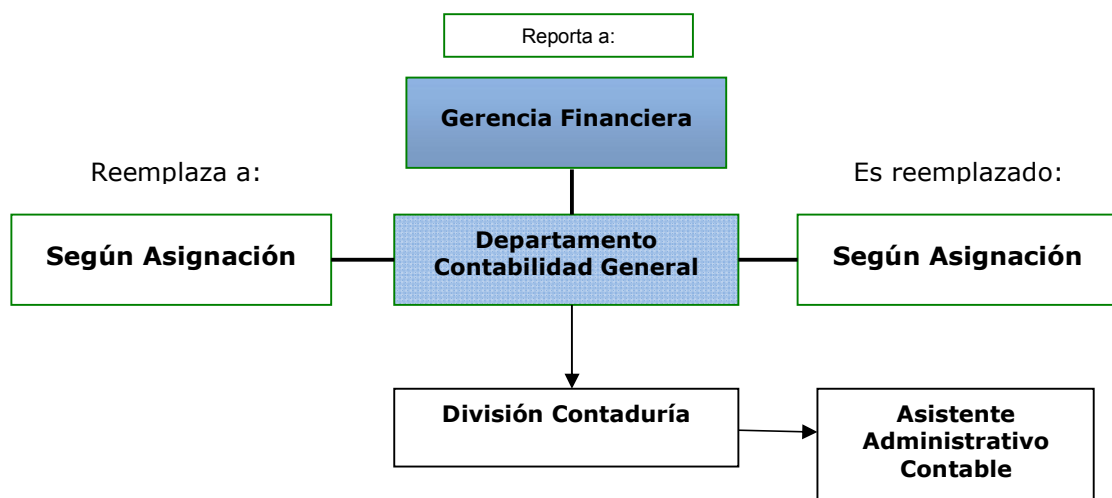 Reporta a:
Gerencia Financiera
Reemplaza a:
Es reemplazado:
Según Asignación
Departamento
Contabilidad General
Según Asignación
División Contaduría
Asistente
Administrativo
Contable